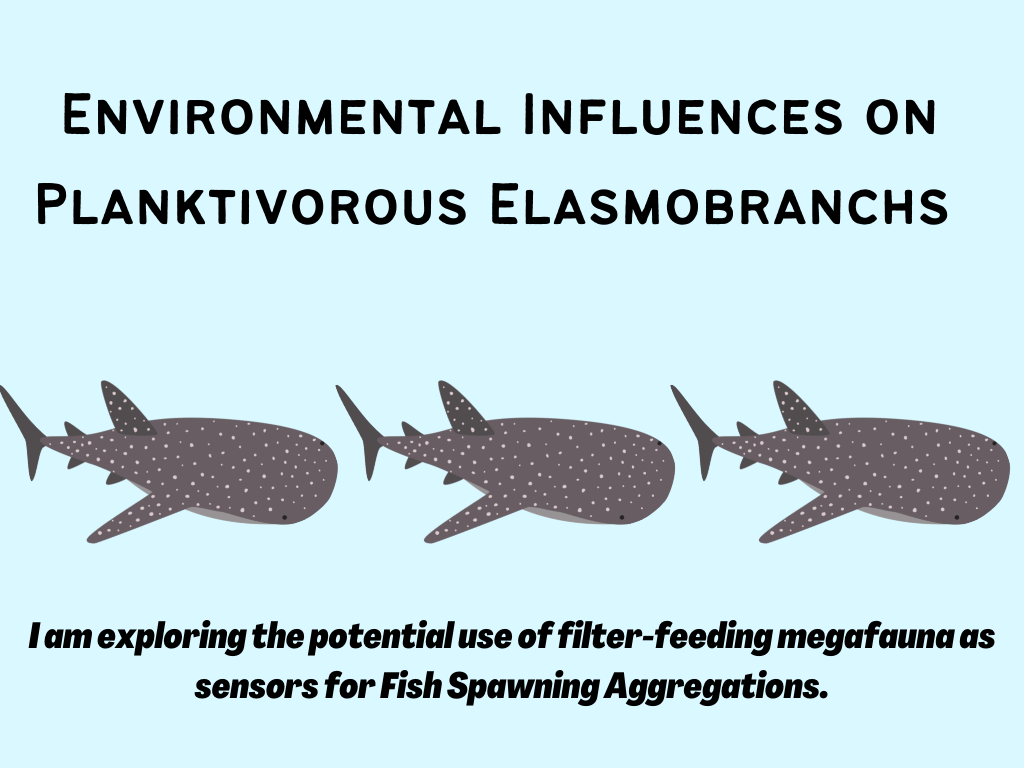 Environmental Influences on
Planktivorous Elasmobranchs
I am exploring the potential use of filter-feeding megafauna as
sensors for Fish Spawning Aggregations.